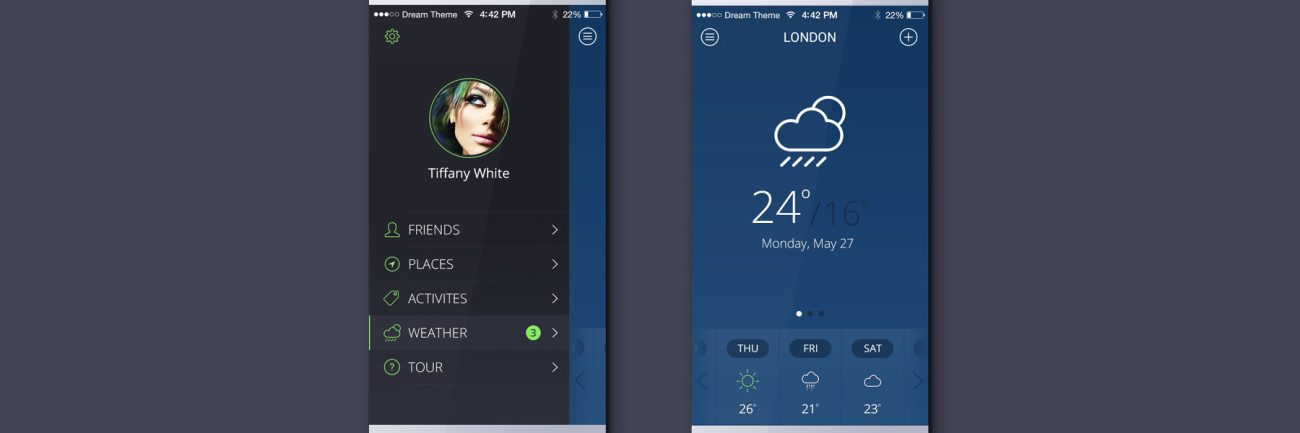 Dream Theme 4:42 PM 22%
Tiffany White
FRIENDS
PLACES
ACTIVITES
WEATHER 3
TOUR
Dream Theme 4:42 PM 22%
LONDON
24°/16°
Monday, May 27
THU FRI SAT
26° 21° 23°